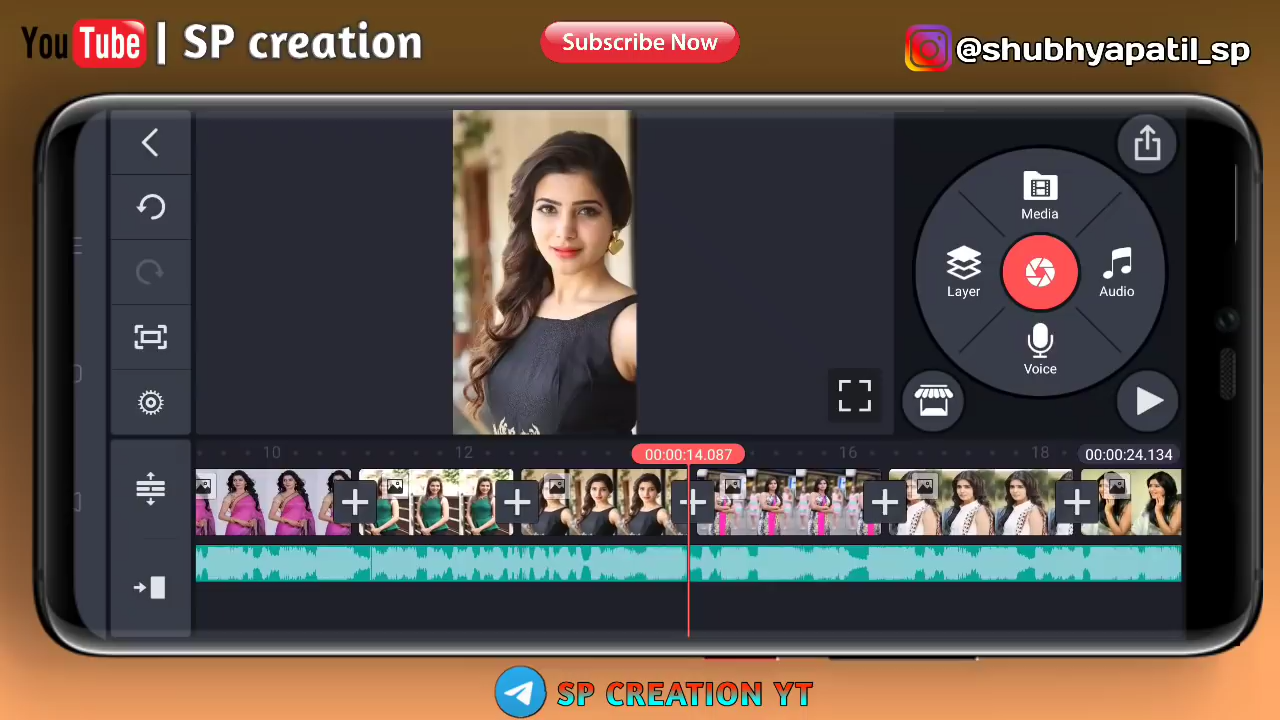 YouTube | SP creation
Subscribe Now
@shubhyapatil_sp
Media
Layer
Audio
Voice
10
12
00:00:14.087
16
18
00:00:24.134
SP CREATION YT